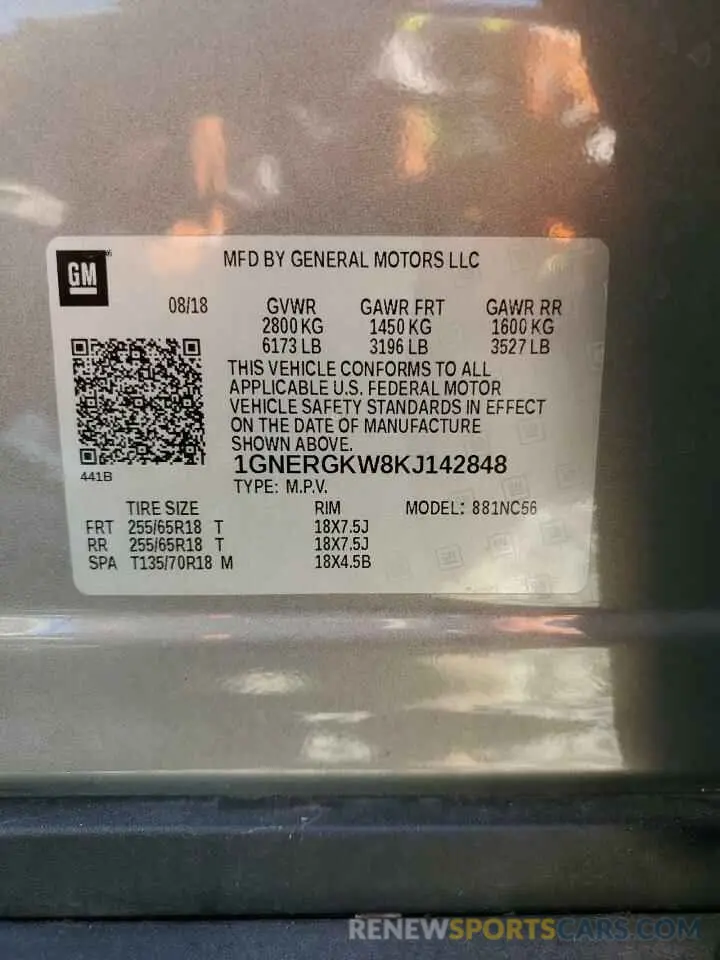 GM
MFD BY GENERAL MOTORS LLC
08/18 GVWR GAWR FRT GAWR RR
2800 KG 1450 KG 1600 KG
6173 LB 3196 LB 3527 LB
THIS VEHICLE CONFORMS TO ALL
APPLICABLE U.S. FEDERAL MOTOR
VEHICLE SAFETY STANDARDS IN EFFECT
ON THE DATE OF MANUFACTURE
SHOWN ABOVE.
441B
1GNERGKW8KJ142848
TYPE: M.P.V.
TIRE SIZE RIM MODEL: 881NC56
FRT 255/65R18 T 18X7.5J
RR 255/65R18 T 18X7.5J
SPA T135/70R18 M 18X4.5B
RENEWSPORTSCARS.COM